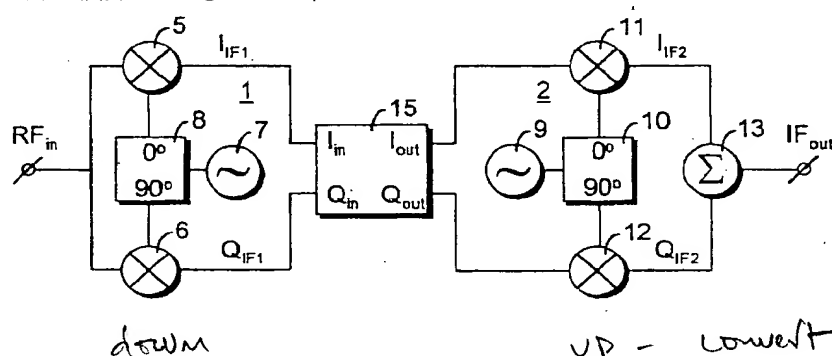 5
11
I_IF1
I_IF2
1
2
15
RF_in
8
7
9
10
13
IF_out
0°
I_in
I_out
0°
~
~
Σ
90°
Q_in
Q_out
90°
6
12
Q_IF1
Q_IF2
down
up - convert